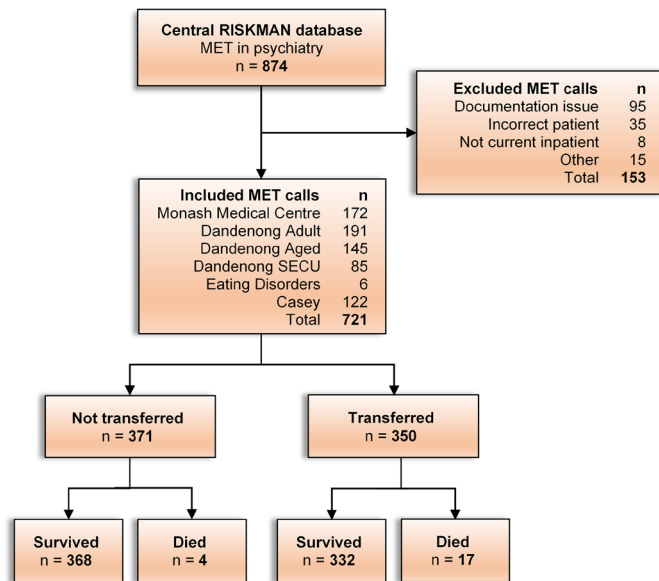 Central RISKMAN database
MET in psychiatry
n = 874
Excluded MET calls n
Documentation issue 95
Incorrect patient 35
Not current inpatient 8
Other 15
Total 153
Included MET calls n
Monash Medical Centre 172
Dandenong Adult 191
Dandenong Aged 145
Dandenong SECU 85
Eating Disorders 6
Casey 122
Total 721
Not transferred
n = 371
Transferred
n = 350
Survived
n = 368
Died
n = 4
Survived
n = 332
Died
n = 17